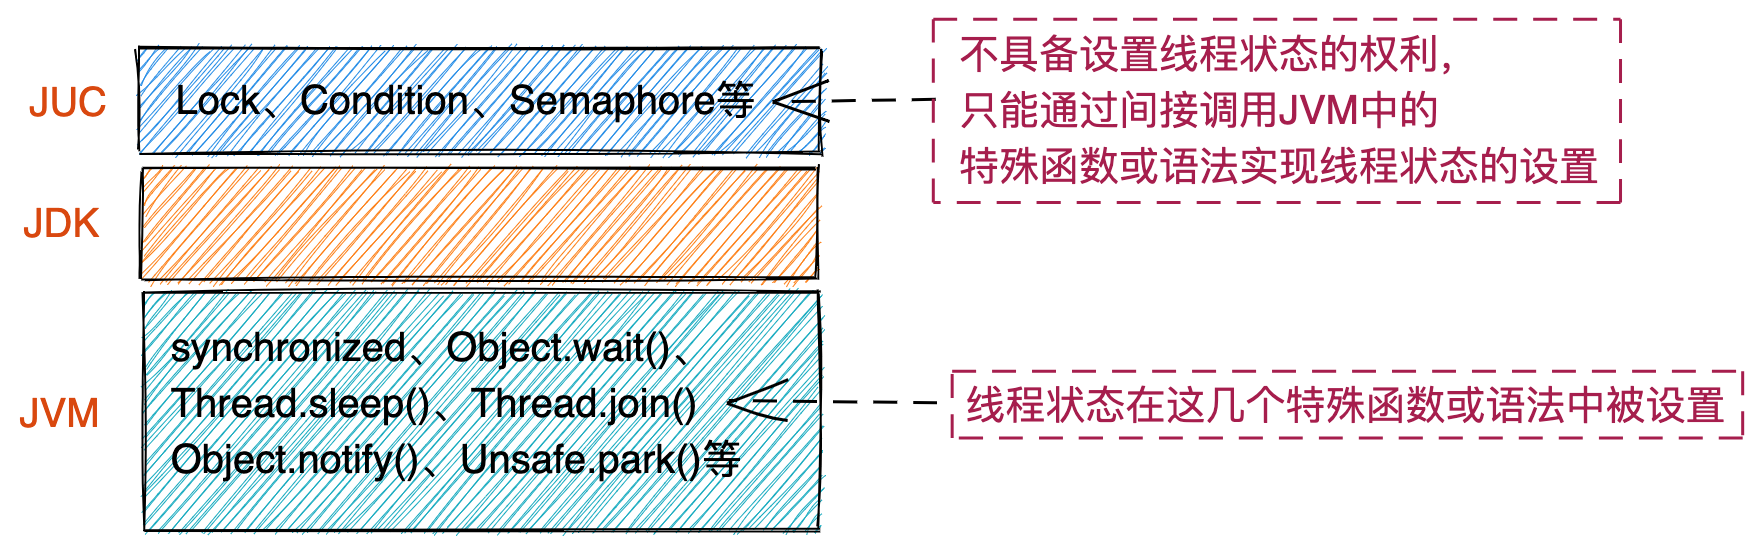 JUC
Lock、Condition、Semaphore等
不具备设置线程状态的权利，
只能通过间接调用JVM中的
特殊函数或语法实现线程状态的设置
JDK
JVM
synchronized、Object.wait()、
Thread.sleep()、Thread.join()
Object.notify()、Unsafe.park()等
线程状态在这几个特殊函数或语法中被设置